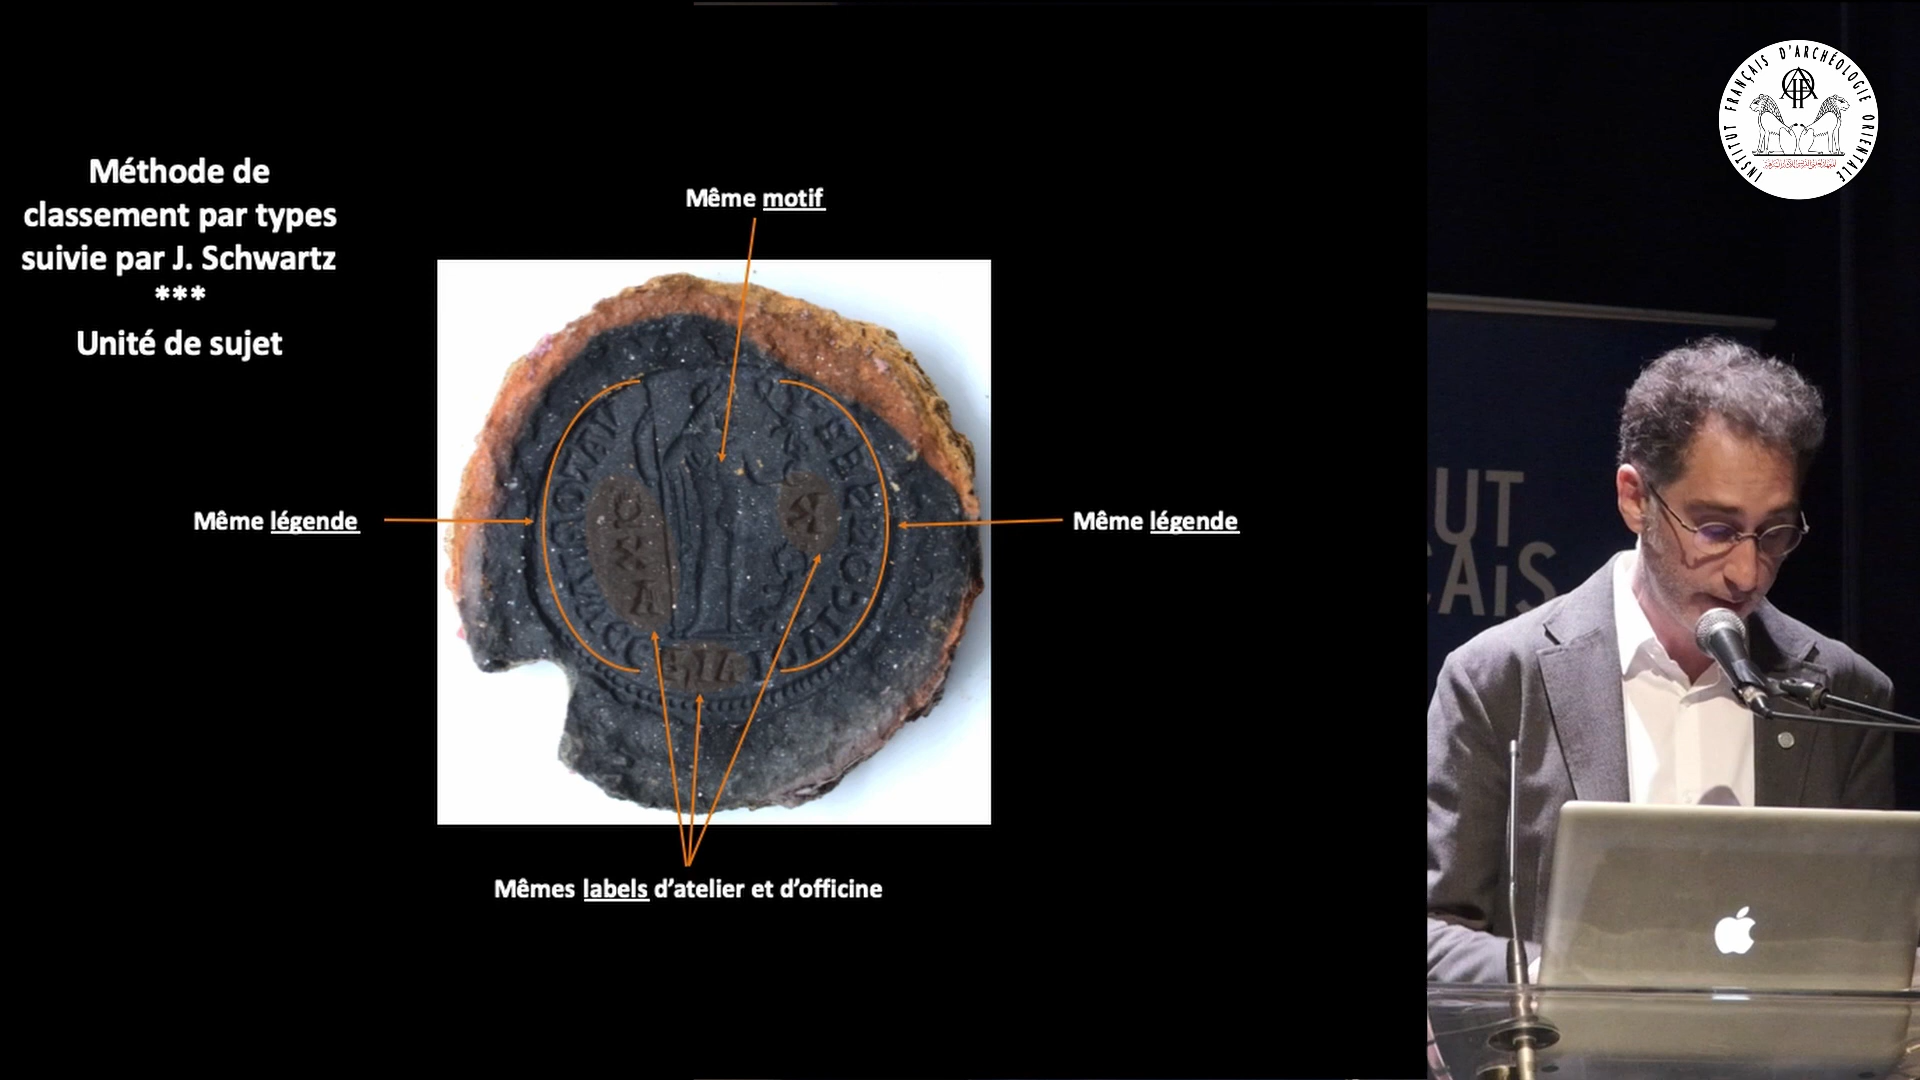 Méthode de
classement par types
suivie par J. Schwartz
***
Unité de sujet
Même motif
Même légende
Même légende
Mêmes labels d'atelier et d'officine
INSTITUT FRANÇAIS D'ARCHÉOLOGIE ORIENTALE
UT
ÇAIS